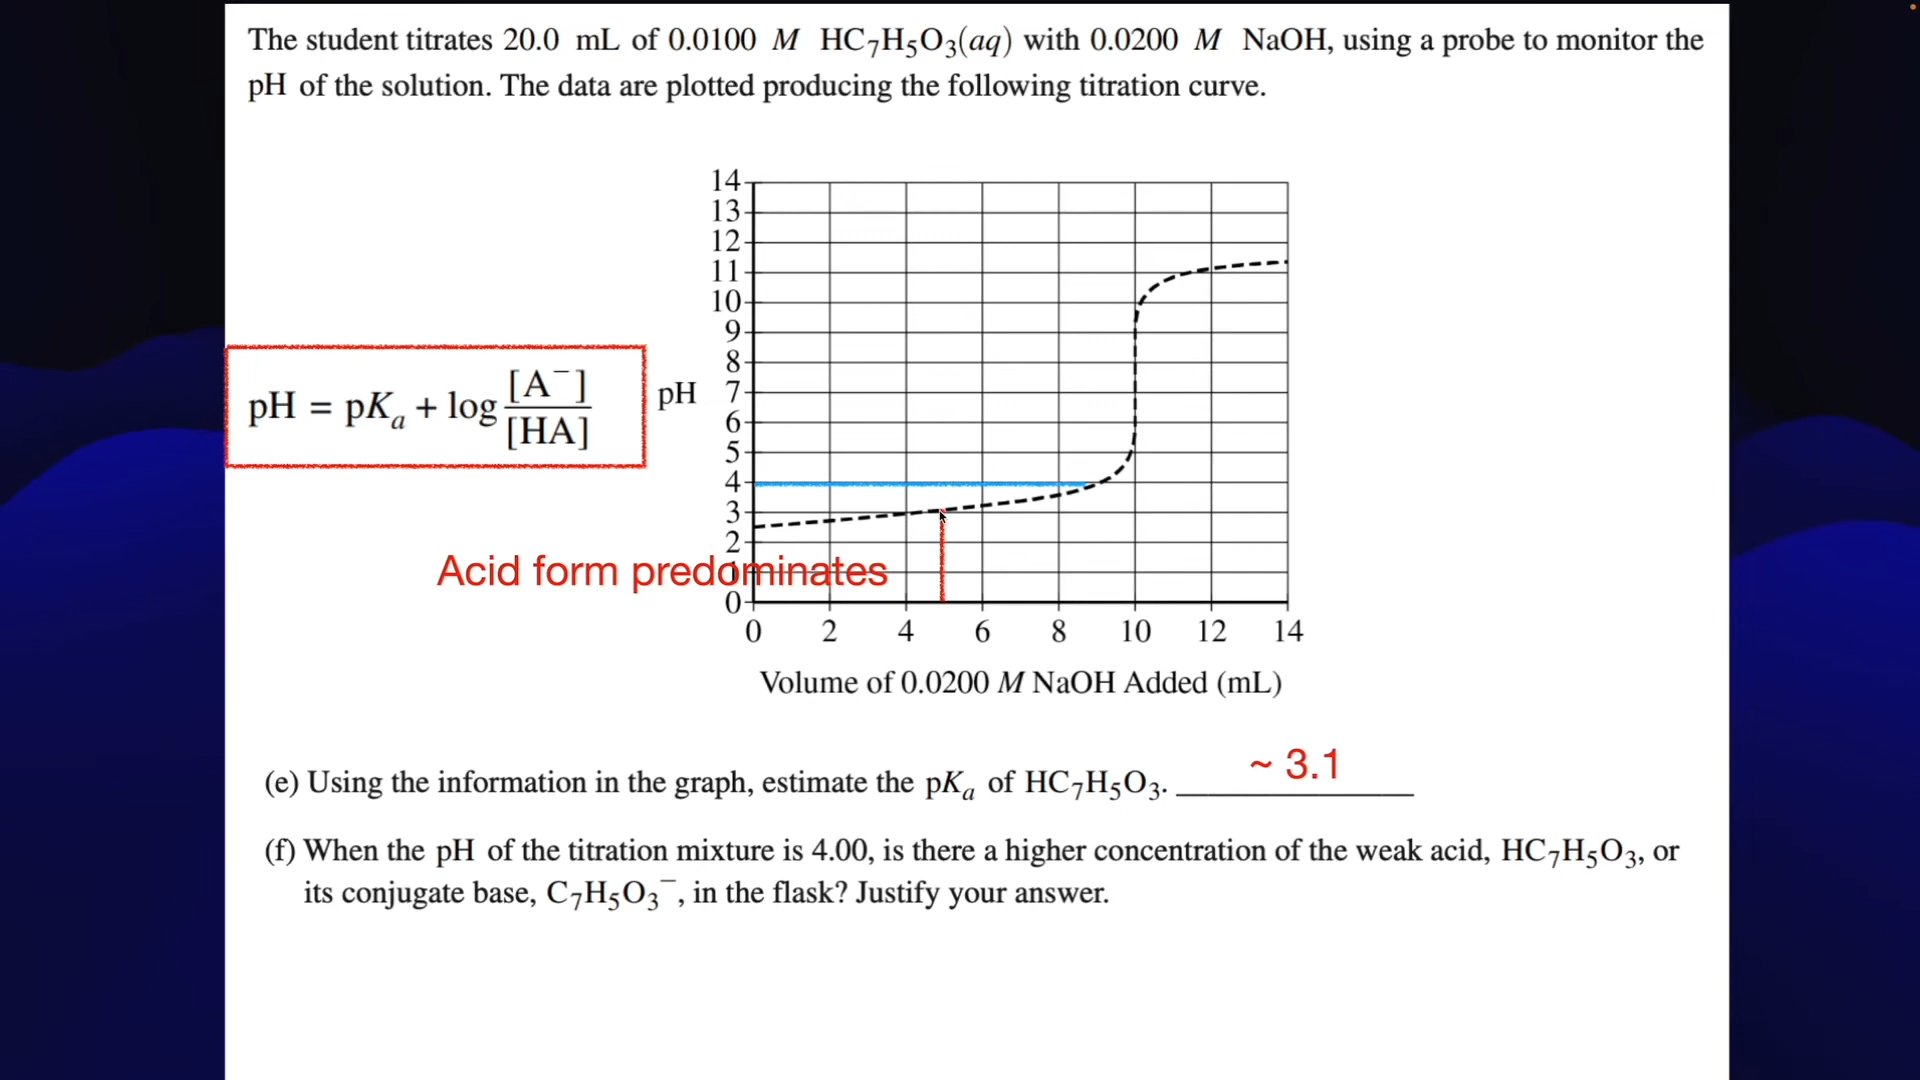 The student titrates 20.0 mL of 0.0100 M HC₇H₅O₃(aq) with 0.0200 M NaOH, using a probe to monitor the
pH of the solution. The data are plotted producing the following titration curve.
14
13
12
11
10
9
8
pH = pKₐ + log [A⁻]/[HA]
pH
7
6
5
4
3
2
Acid form predominates
0
0 2 4 6 8 10 12 14
Volume of 0.0200 M NaOH Added (mL)
~ 3.1
(e) Using the information in the graph, estimate the pKₐ of HC₇H₅O₃. ________________
(f) When the pH of the titration mixture is 4.00, is there a higher concentration of the weak acid, HC₇H₅O₃, or
its conjugate base, C₇H₅O₃⁻, in the flask? Justify your answer.